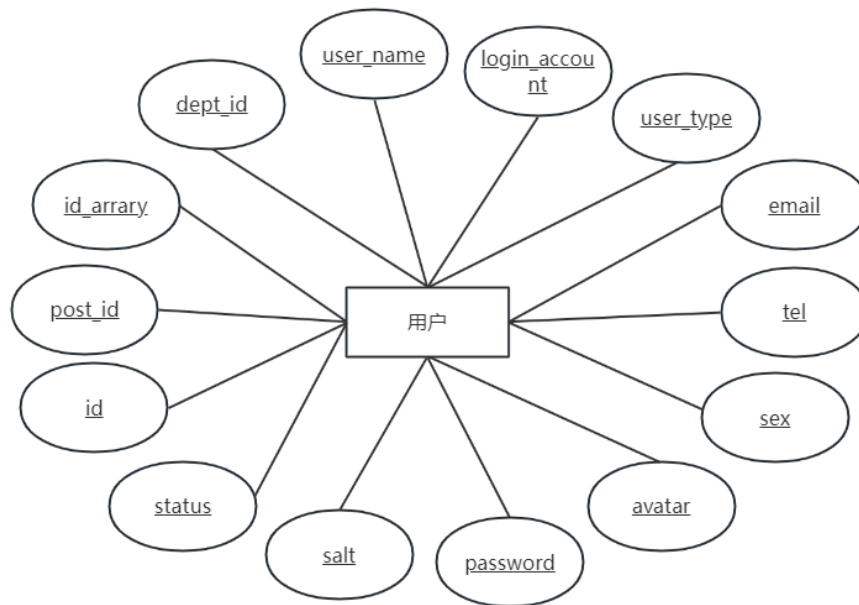 user_name
login_accou
nt
dept_id
user_type
id_arrary
email
post_id
用户
tel
id
sex
status
avatar
salt
password